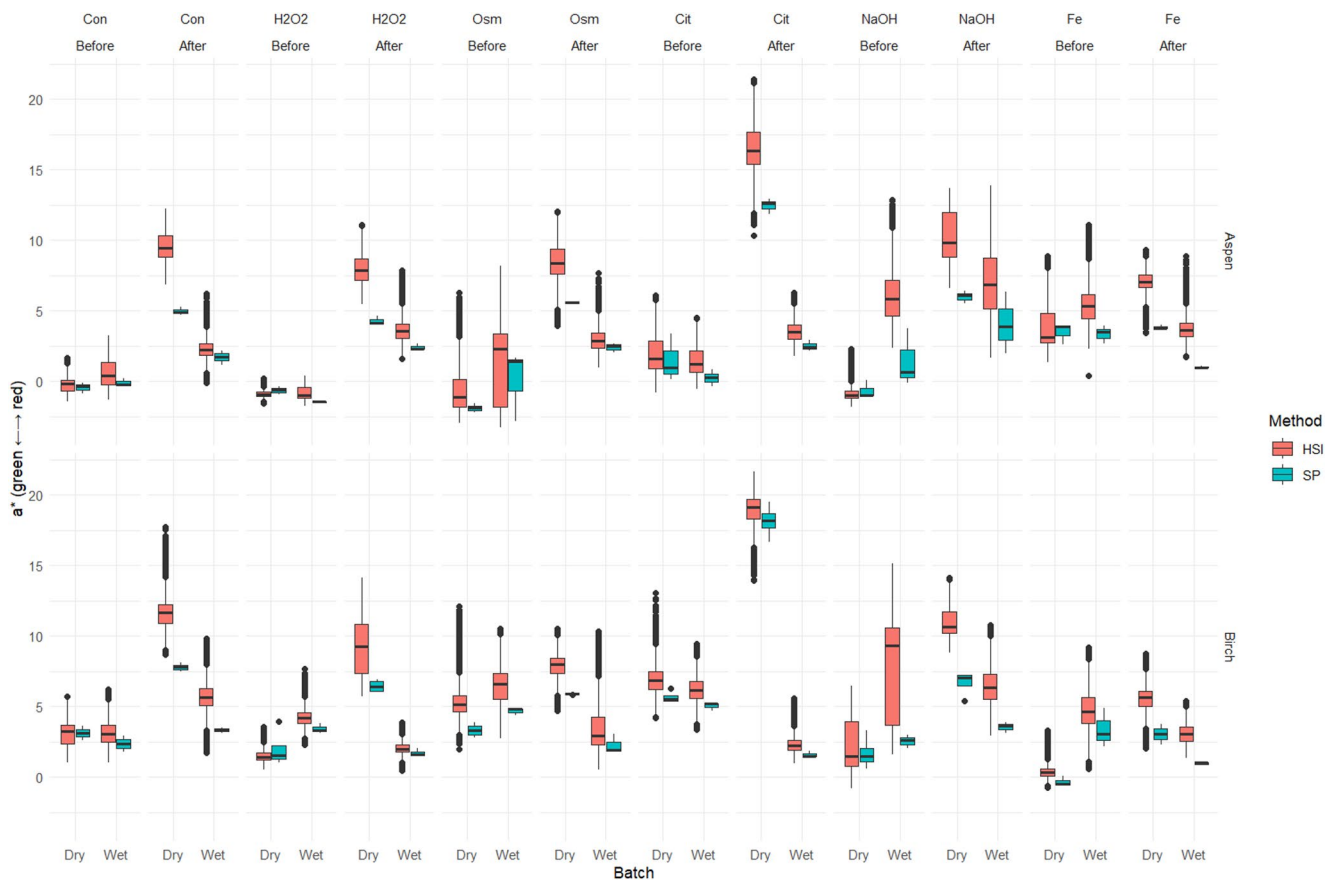 Con Con H2O2 H2O2 Osm Osm Cit Cit NaOH NaOH Fe Fe
Before After Before After Before After Before After Before After Before After
20
15
10
5
0
Aspen
a* (green ←→ red)
Method
HSI
SP
20
15
10
5
0
Birch
Dry Wet Dry Wet Dry Wet Dry Wet Dry Wet Dry Wet Dry Wet Dry Wet Dry Wet Dry Wet Dry Wet Dry Wet
Batch